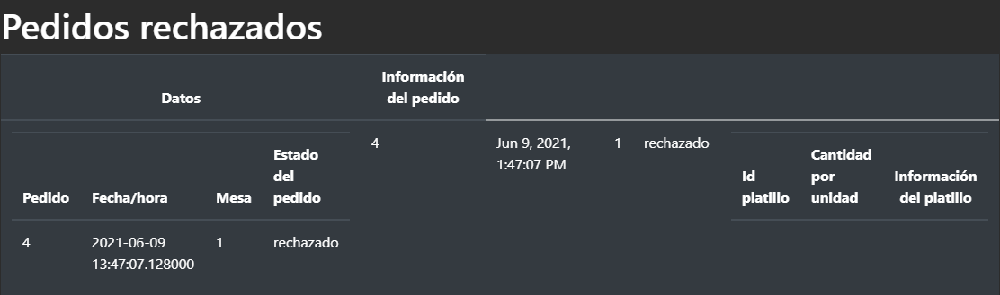 Pedidos rechazados
Datos
Información
del pedido
Pedido
Fecha/hora
Mesa
Estado
del
pedido
4
2021-06-09
13:47:07.128000
1
rechazado
4
Jun 9, 2021,
1:47:07 PM
1
rechazado
Id
platillo
Cantidad
por
unidad
Información
del platillo